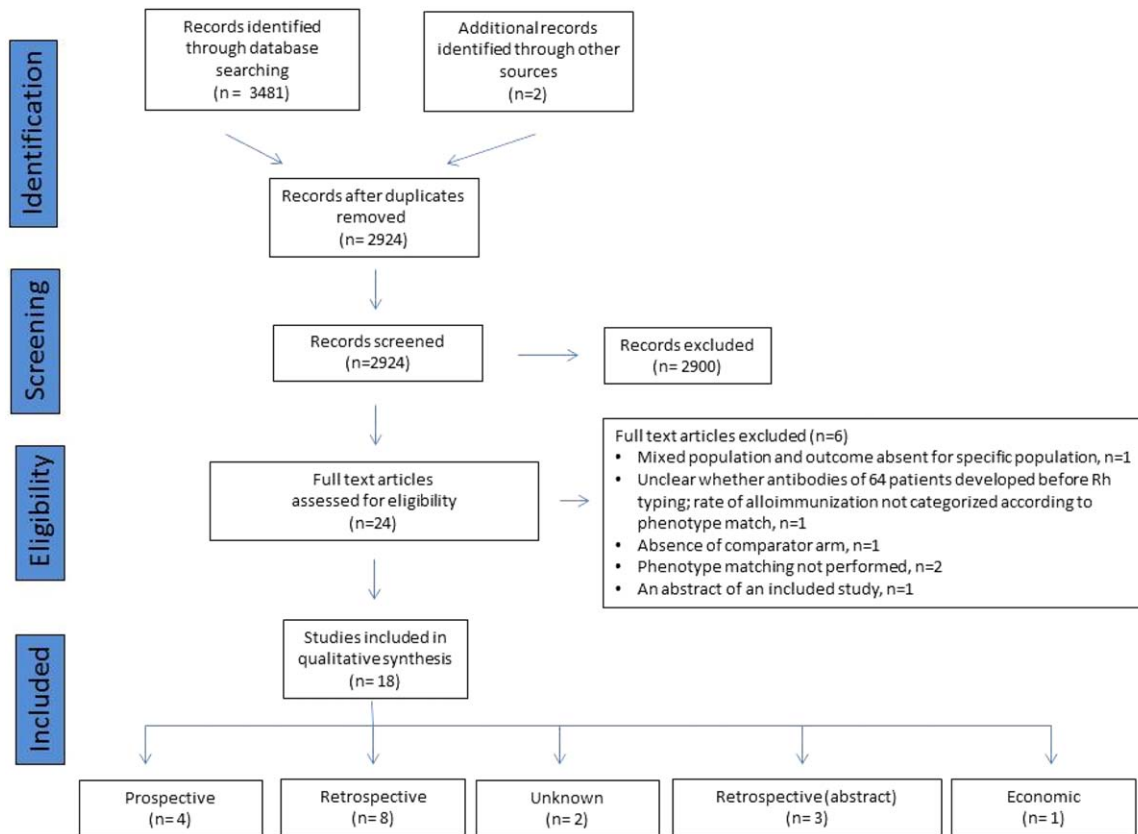 Identification
Records identified
through database
searching
(n = 3481)
Additional records
identified through other
sources
(n=2)
Records after duplicates
removed
(n= 2924)
Screening
Records screened
(n=2924)
Records excluded
(n= 2900)
Eligibility
Full text articles
assessed for eligibility
(n=24)
Full text articles excluded (n=6)
• Mixed population and outcome absent for specific population, n=1
• Unclear whether antibodies of 64 patients developed before Rh
typing; rate of alloimmunization not categorized according to
phenotype match, n=1
• Absence of comparator arm, n=1
• Phenotype matching not performed, n=2
• An abstract of an included study, n=1
Included
Studies included in
qualitative synthesis
(n= 18)
Prospective
(n= 4)
Retrospective
(n= 8)
Unknown
(n= 2)
Retrospective (abstract)
(n= 3)
Economic
(n= 1)